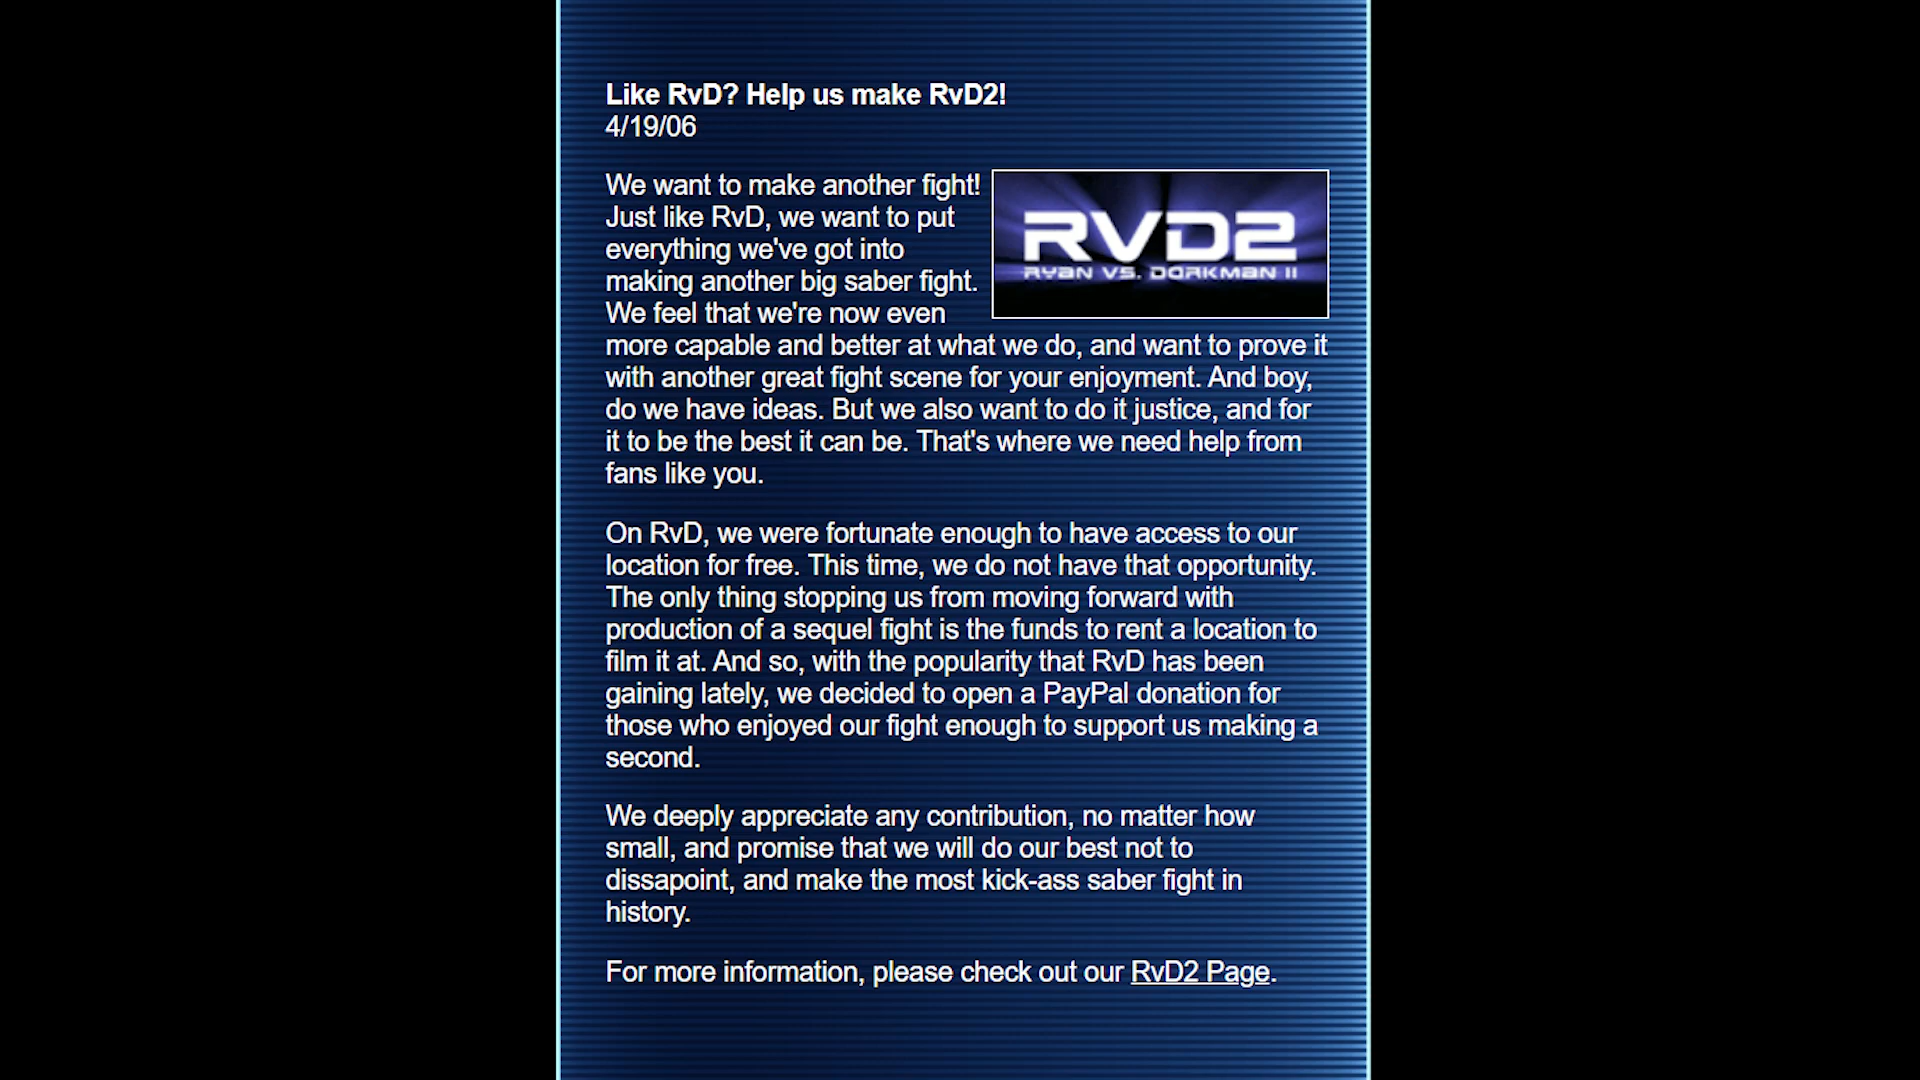 Like RvD? Help us make RvD2!
4/19/06
We want to make another fight!
Just like RvD, we want to put
everything we've got into
making another big saber fight.
We feel that we're now even
RVD2
RYAN VS. DORKMAN II
more capable and better at what we do, and want to prove it
with another great fight scene for your enjoyment. And boy,
do we have ideas. But we also want to do it justice, and for
it to be the best it can be. That's where we need help from
fans like you.
On RvD, we were fortunate enough to have access to our
location for free. This time, we do not have that opportunity.
The only thing stopping us from moving forward with
production of a sequel fight is the funds to rent a location to
film it at. And so, with the popularity that RvD has been
gaining lately, we decided to open a PayPal donation for
those who enjoyed our fight enough to support us making a
second.
We deeply appreciate any contribution, no matter how
small, and promise that we will do our best not to
dissapoint, and make the most kick-ass saber fight in
history.
For more information, please check out our RvD2 Page.